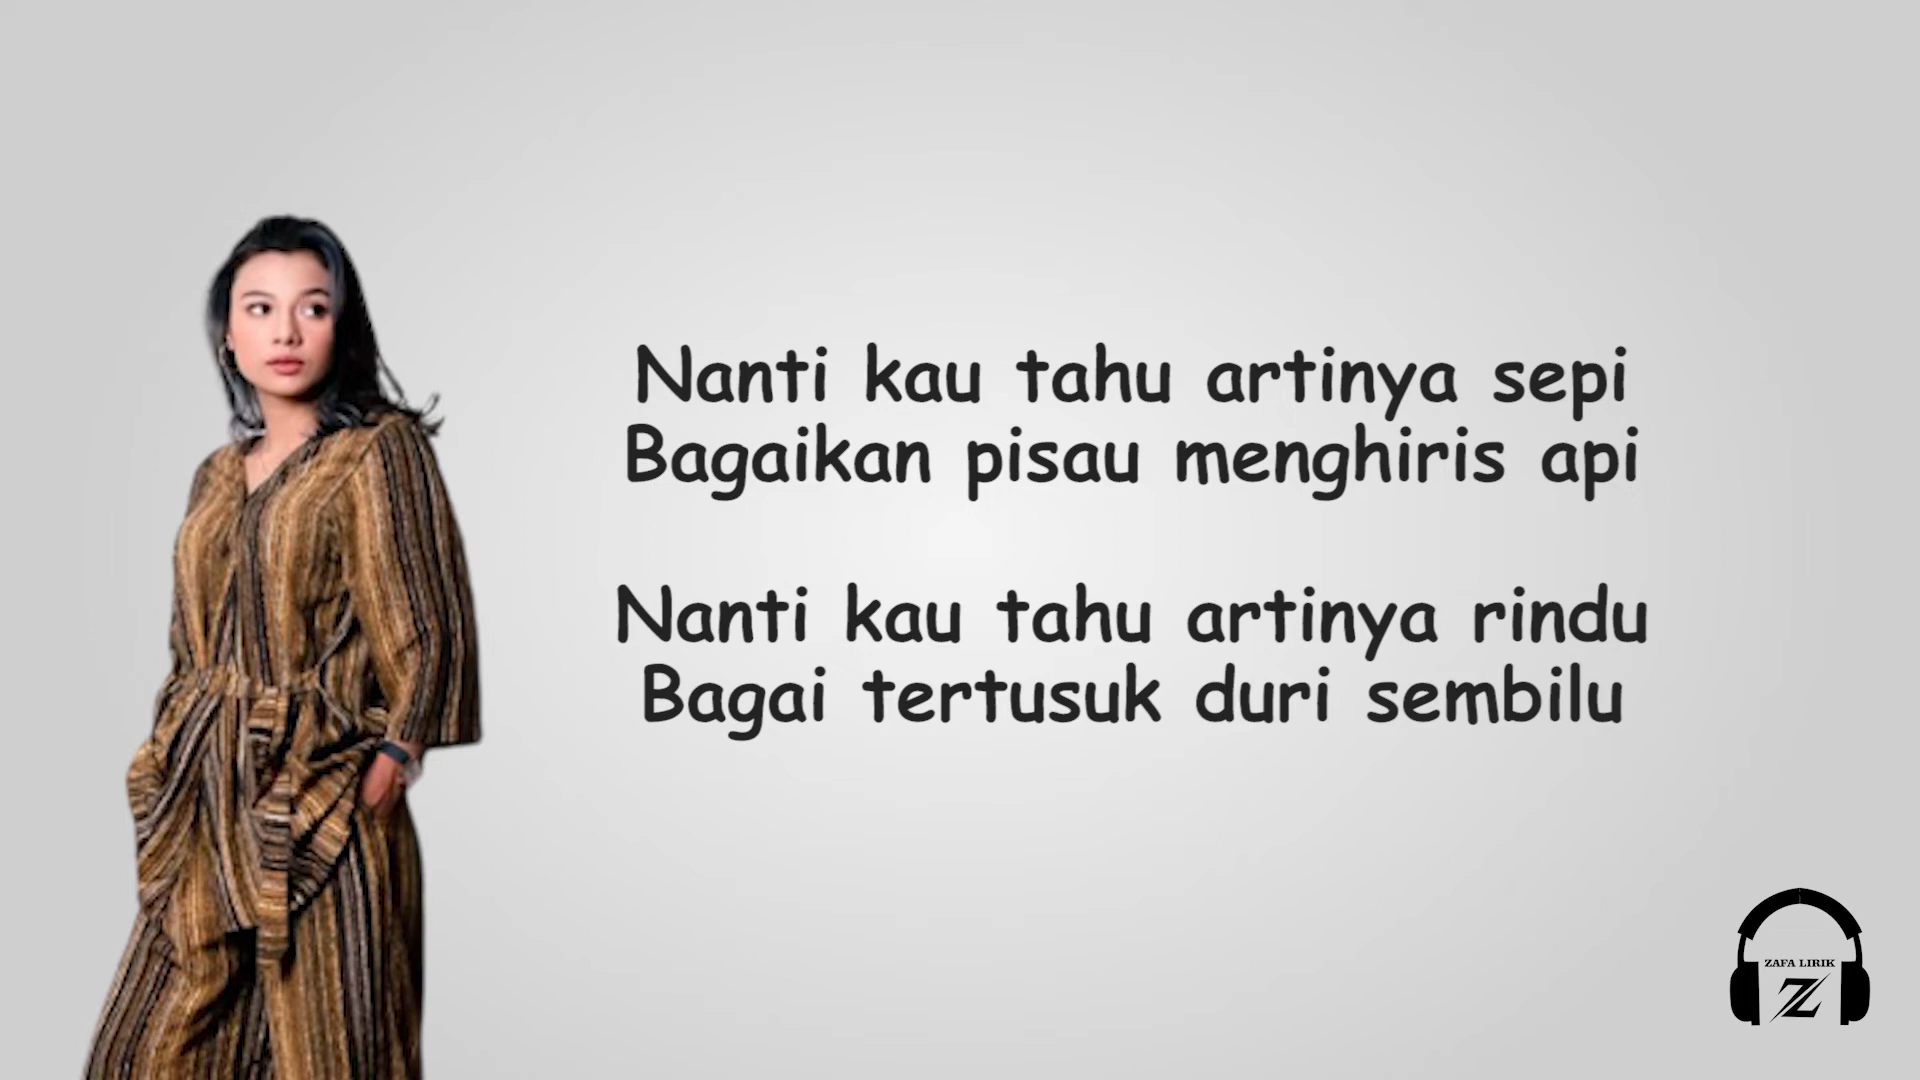 Nanti kau tahu artinya sepi
Bagaikan pisau menghiris api
Nanti kau tahu artinya rindu
Bagai tertusuk duri sembilu
ZAFA LIRIK
Z